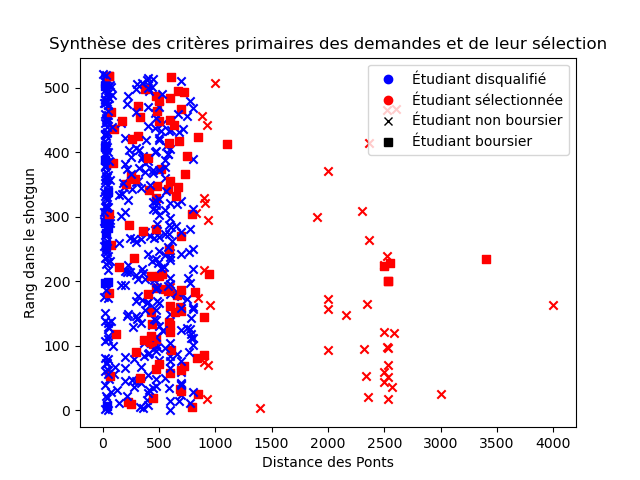 Synthèse des critères primaires des demandes et de leur sélection
Étudiant disqualifié
Étudiant sélectionnée
Étudiant non boursier
Étudiant boursier
Rang dans le shotgun
500
400
300
200
100
0
0 500 1000 1500 2000 2500 3000 3500 4000
Distance des Ponts